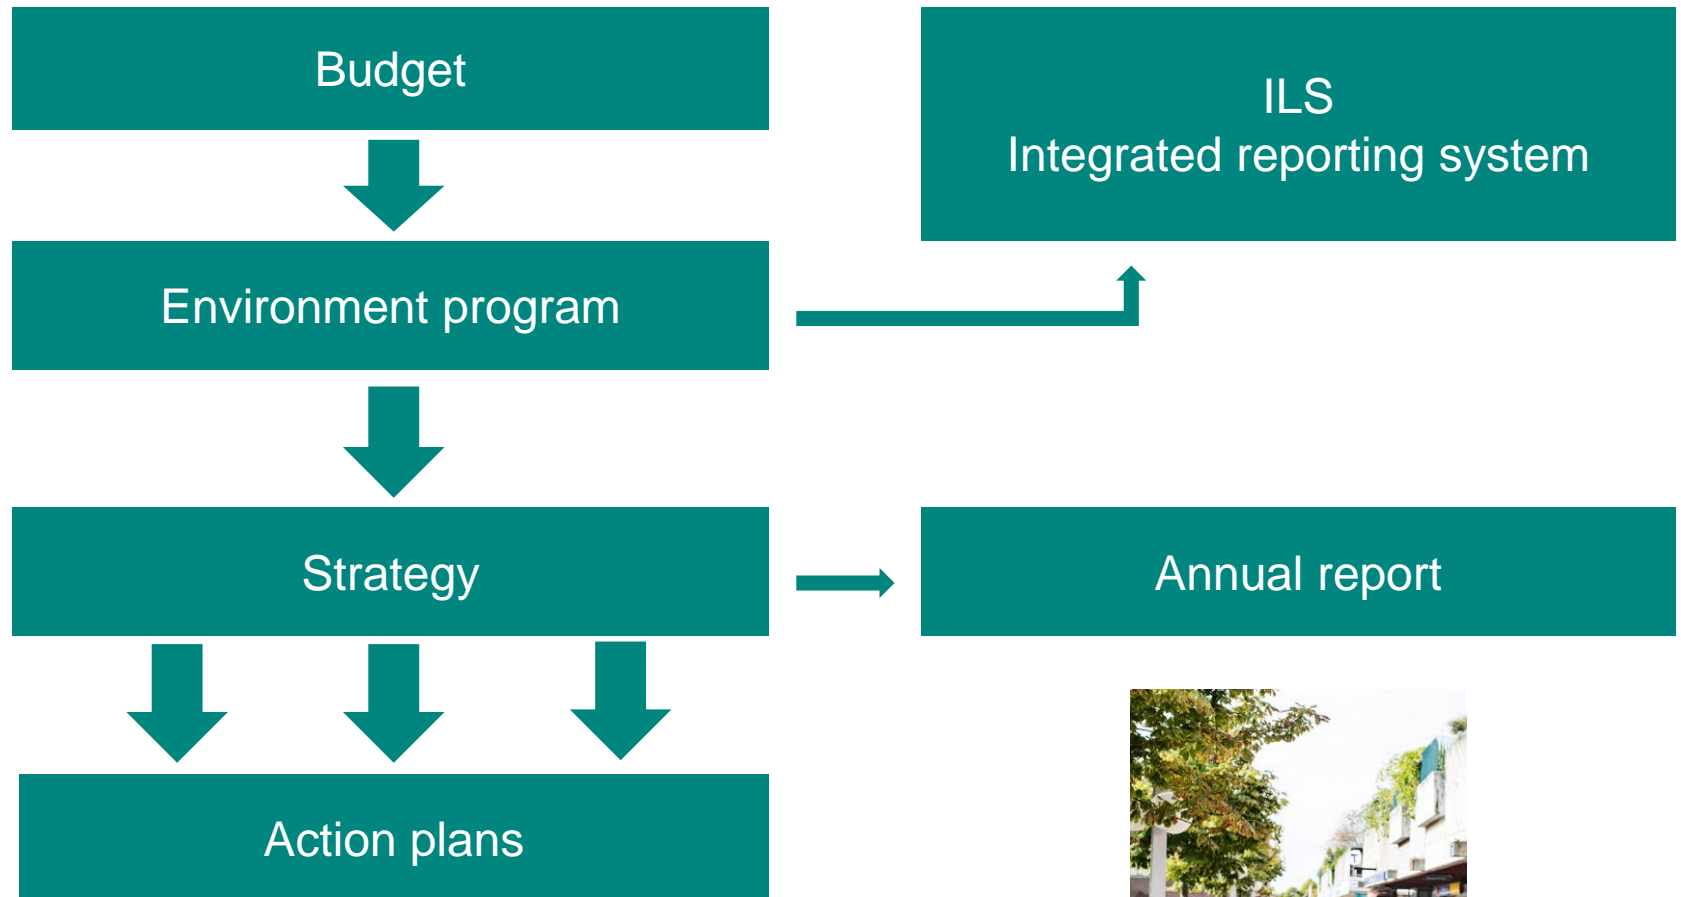 Budget
ILS
Integrated reporting system
Environment program
Strategy
Annual report
Action plans